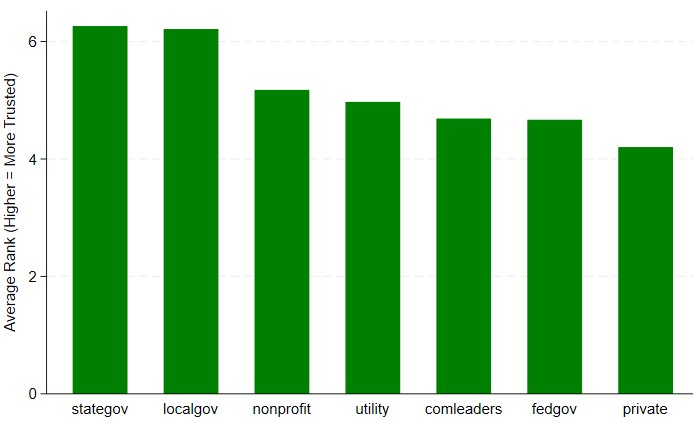 Average Rank (Higher = More Trusted)
6
4
2
0
stategov localgov nonprofit utility comleaders fedgov private